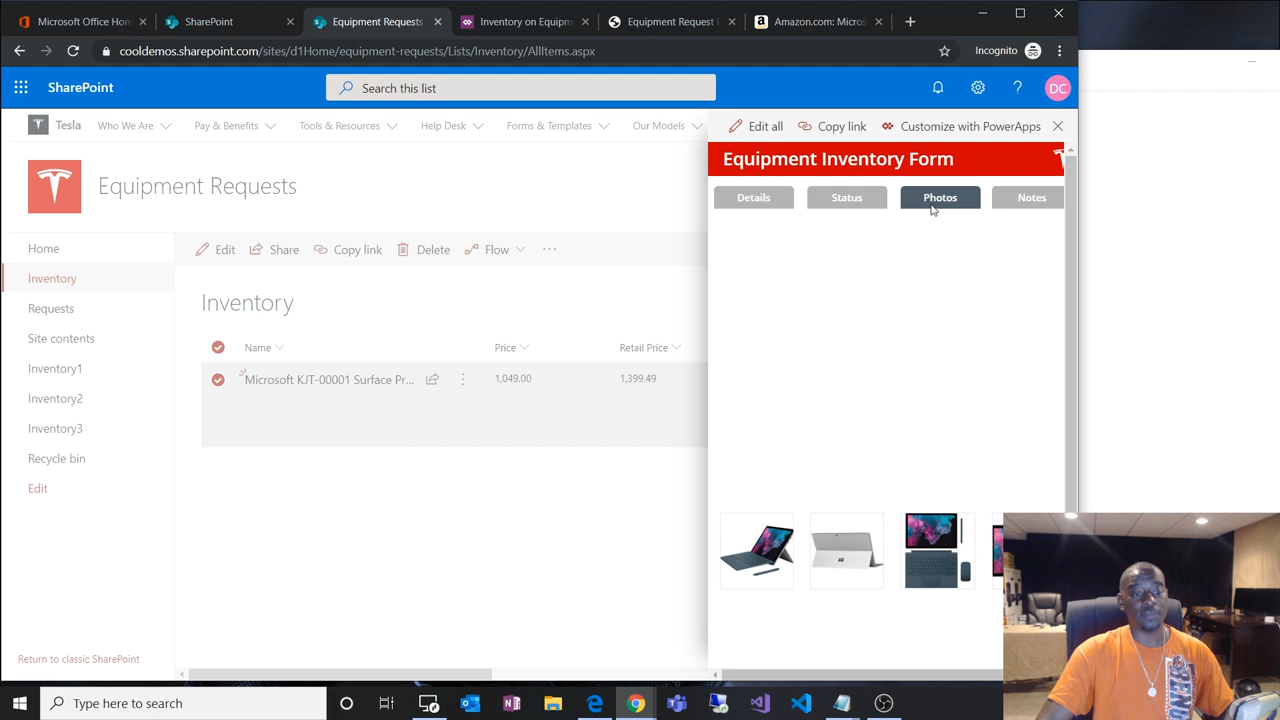 Microsoft Office Home
SharePoint
Equipment Requests
Inventory on Equipm
Equipment Request F
Amazon.com: Micros
cooldemos.sharepoint.com/sites/d1Home/equipment-requests/Lists/Inventory/AllItems.aspx
Incognito
SharePoint
Search this list
DC
Tesla
Who We Are
Pay & Benefits
Tools & Resources
Help Desk
Forms & Templates
Our Models
Edit all
Copy link
Customize with PowerApps
Equipment Requests
Equipment Inventory Form
Details
Status
Photos
Notes
Home
Inventory
Requests
Site contents
Inventory1
Inventory2
Inventory3
Recycle bin
Edit
Edit
Share
Copy link
Delete
Flow
Inventory
Name
Price
Retail Price
Microsoft KJT-00001 Surface Pr...
1,049.00
1,399.49
Return to classic SharePoint
Type here to search